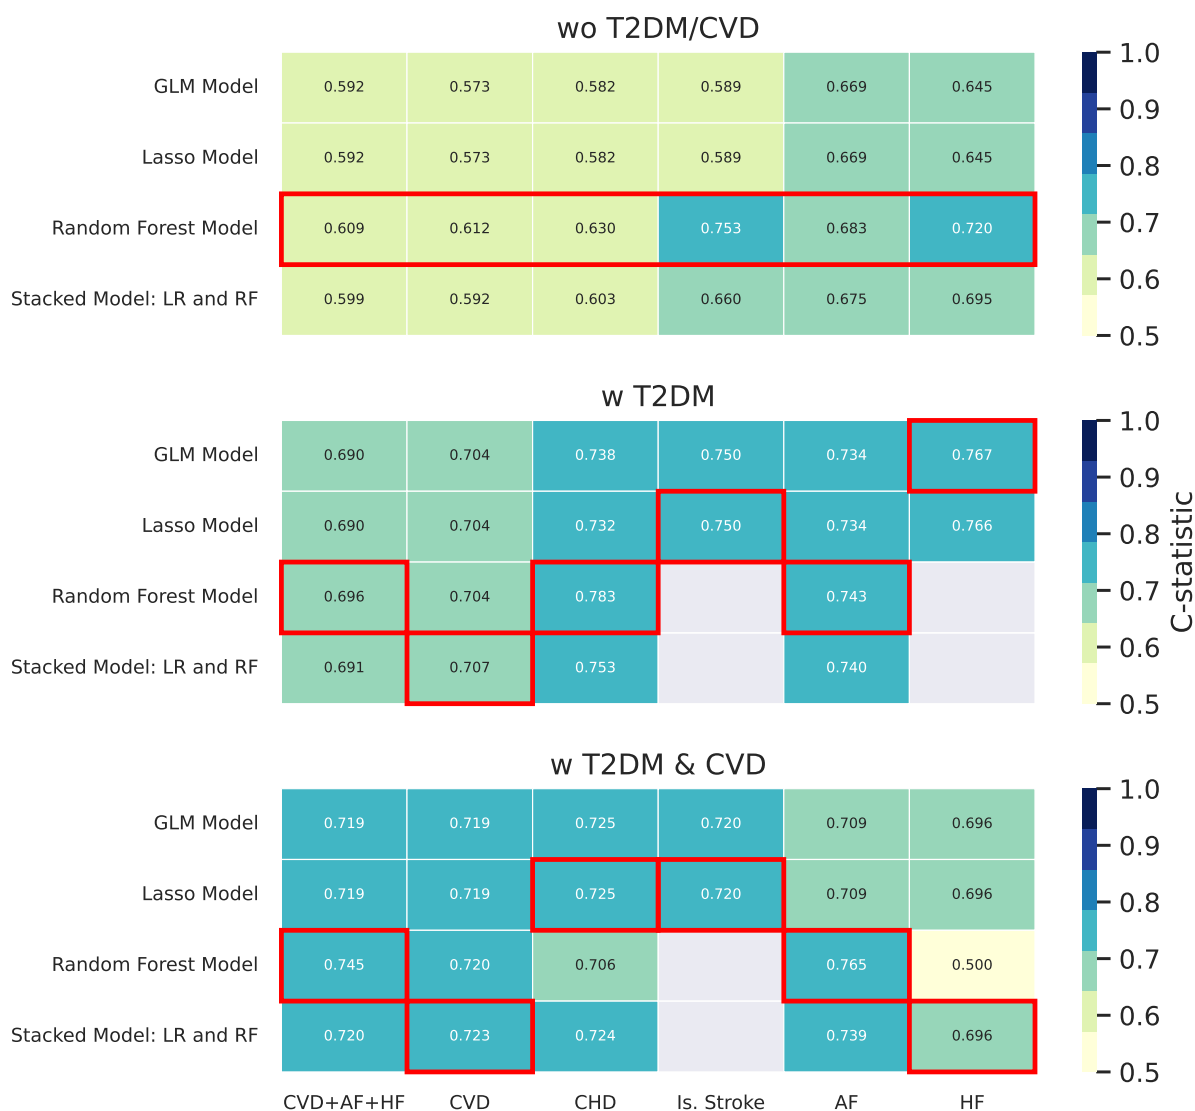 wo T2DM/CVD
GLM Model 0.592 0.573 0.582 0.589 0.669 0.645
Lasso Model 0.592 0.573 0.582 0.589 0.669 0.645
Random Forest Model 0.609 0.612 0.630 0.753 0.683 0.720
Stacked Model: LR and RF 0.599 0.592 0.603 0.660 0.675 0.695
1.0
0.9
0.8
0.7
0.6
0.5
w T2DM
GLM Model 0.690 0.704 0.738 0.750 0.734 0.767
Lasso Model 0.690 0.704 0.732 0.750 0.734 0.766
Random Forest Model 0.696 0.704 0.783 0.743
Stacked Model: LR and RF 0.691 0.707 0.753 0.740
1.0
0.9
0.8
0.7
0.6
0.5
C-statistic
w T2DM & CVD
GLM Model 0.719 0.719 0.725 0.720 0.709 0.696
Lasso Model 0.719 0.719 0.725 0.720 0.709 0.696
Random Forest Model 0.745 0.720 0.706 0.765 0.500
Stacked Model: LR and RF 0.720 0.723 0.724 0.739 0.696
1.0
0.9
0.8
0.7
0.6
0.5
CVD+AF+HF CVD CHD Is. Stroke AF HF